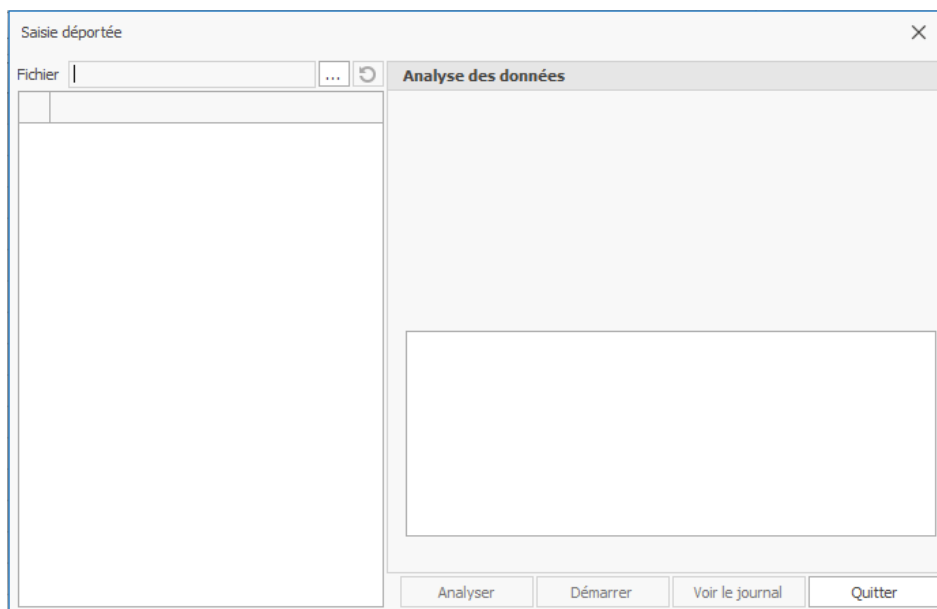 Saisie déportée
Fichier
...
Analyse des données
Analyser Démarrer Voir le journal Quitter